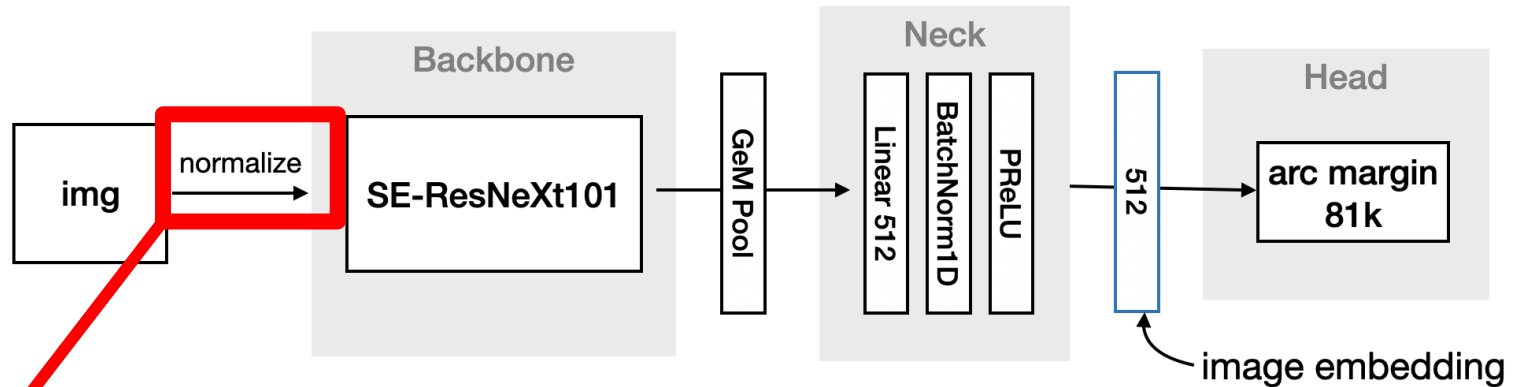 img
normalize
Backbone
SE-ResNeXt101
GeM Pool
Neck
Linear 512
BatchNorm1D
PReLU
512
image embedding
Head
arc margin
81k